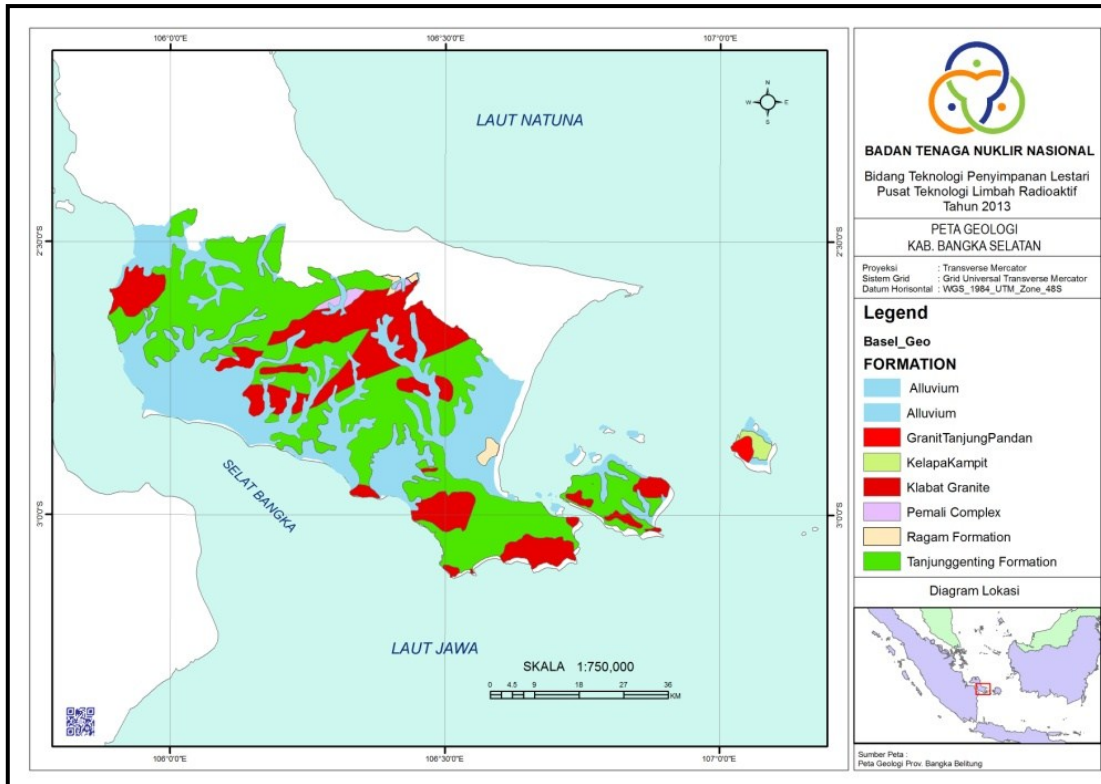 106°0'0"E
106°30'0"E
107°0'0"E
2°30'0"S
2°30'0"S
3°0'0"S
3°0'0"S
106°0'0"E
106°30'0"E
107°0'0"E
N
W
E
S
LAUT NATUNA
SELAT BANGKA
LAUT JAWA
SKALA 1:750,000
0 4.5 9 18 27 36
KM
BADAN TENAGA NUKLIR NASIONAL
Bidang Teknologi Penyimpanan Lestari
Pusat Teknologi Limbah Radioaktif
Tahun 2013
PETA GEOLOGI
KAB. BANGKA SELATAN
Proyeksi : Transverse Mercator
Sistem Grid : Grid Universal Transverse Mercator
Datum Horisontal : WGS_1984_UTM_Zone_48S
Legend
Basel_Geo
FORMATION
Alluvium
Alluvium
GranitTanjungPandan
KelapaKampit
Klabat Granite
Pemali Complex
Ragam Formation
Tanjunggenting Formation
Diagram Lokasi
Sumber Peta :
Peta Geologi Prov. Bangka Belitung